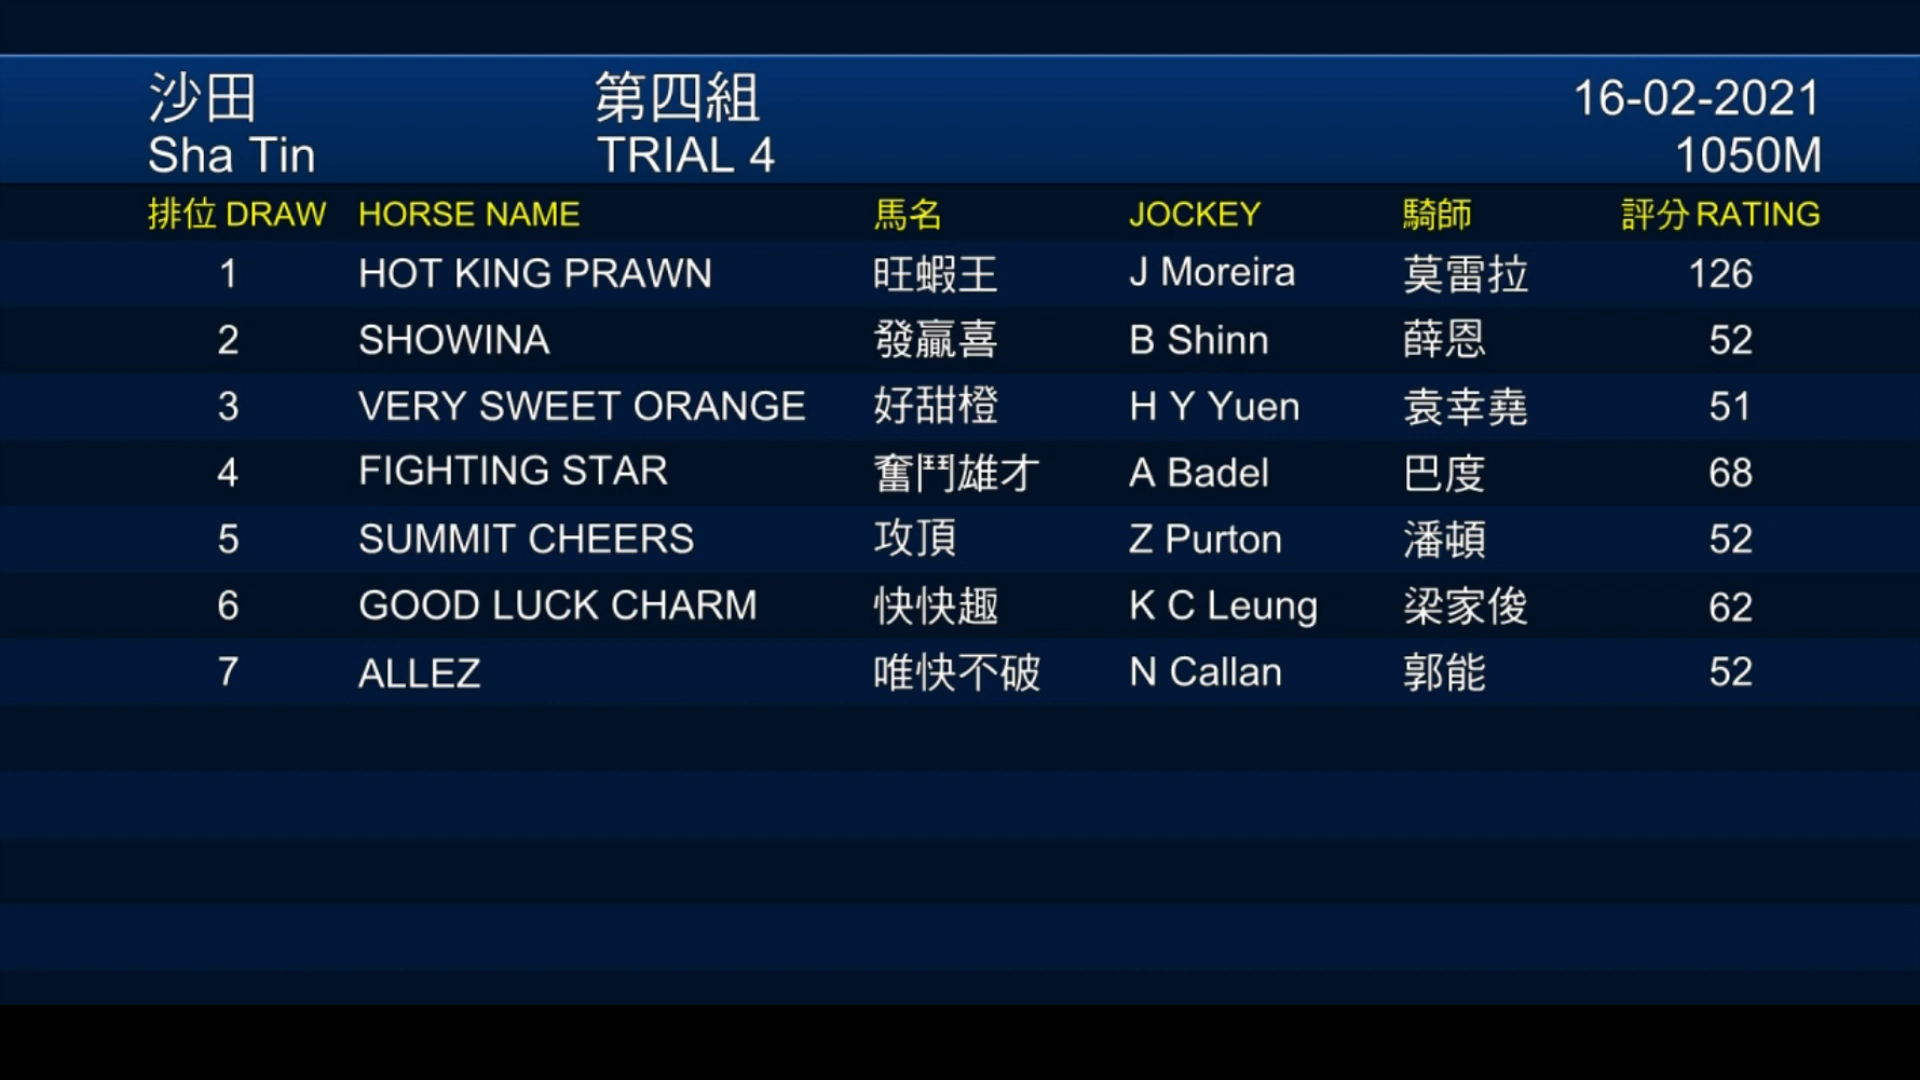 沙田 第四組 16-02-2021
Sha Tin TRIAL 4 1050M
排位 DRAW HORSE NAME 馬名 JOCKEY 騎師 評分 RATING
1 HOT KING PRAWN 旺蝦王 J Moreira 莫雷拉 126
2 SHOWINA 發贏喜 B Shinn 薛恩 52
3 VERY SWEET ORANGE 好甜橙 H Y Yuen 袁幸堯 51
4 FIGHTING STAR 奮鬥雄才 A Badel 巴度 68
5 SUMMIT CHEERS 攻頂 Z Purton 潘頓 52
6 GOOD LUCK CHARM 快快趣 K C Leung 梁家俊 62
7 ALLEZ 唯快不破 N Callan 郭能 52